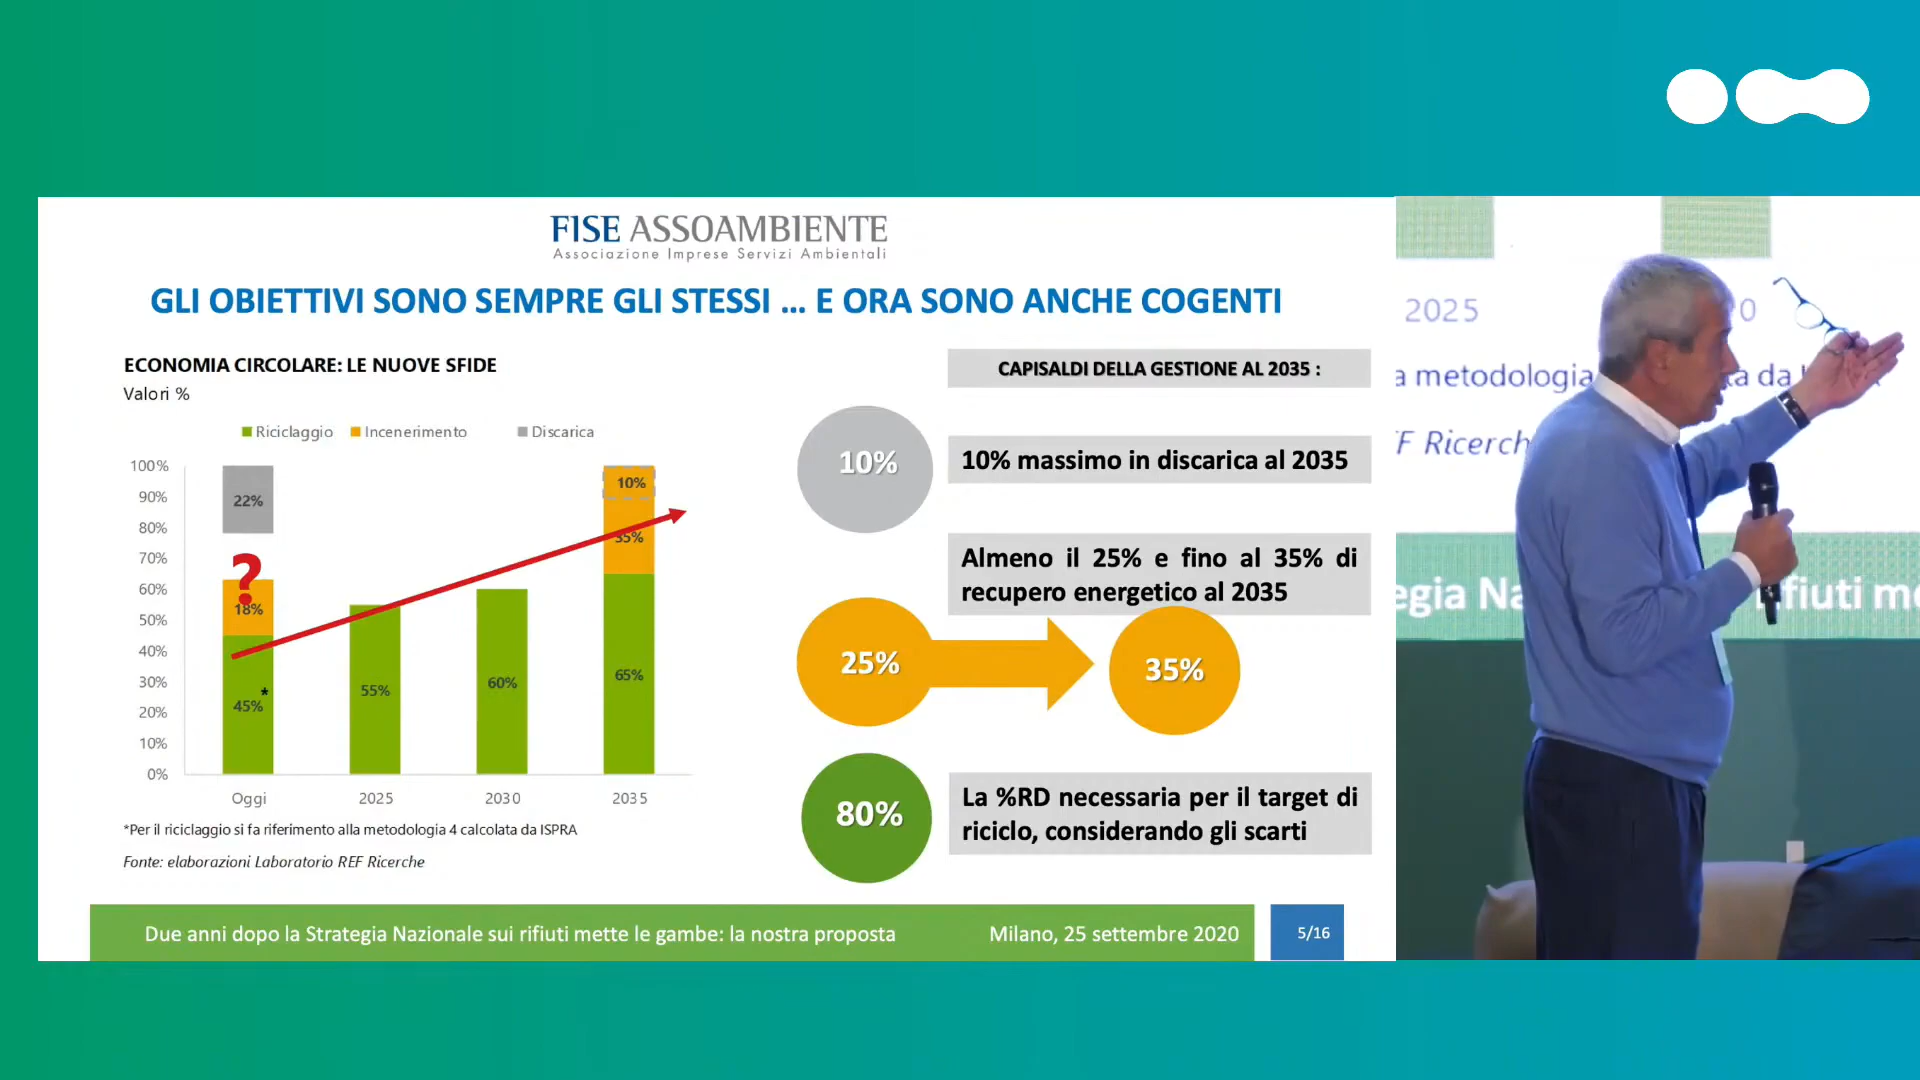 FISE ASSOAMBIENTE
Associazione Imprese Servizi Ambientali
GLI OBIETTIVI SONO SEMPRE GLI STESSI ... E ORA SONO ANCHE COGENTI
ECONOMIA CIRCOLARE: LE NUOVE SFIDE
Valori %
Riciclaggio Incenerimento Discarica
100%
90%
80%
70%
60%
50%
40%
30%
20%
10%
0%
22%
?
18%
45% *
55%
60%
10%
35%
65%
Oggi 2025 2030 2035
*Per il riciclaggio si fa riferimento alla metodologia 4 calcolata da ISPRA
Fonte: elaborazioni Laboratorio REF Ricerche
CAPISALDI DELLA GESTIONE AL 2035 :
10%
10% massimo in discarica al 2035
Almeno il 25% e fino al 35% di
recupero energetico al 2035
25%
35%
80%
La %RD necessaria per il target di
riciclo, considerando gli scarti
Due anni dopo la Strategia Nazionale sui rifiuti mette le gambe: la nostra proposta
Milano, 25 settembre 2020
5/16
2025
0
a metodologia
ta da
F Ricerch
egia Na
fiuti me